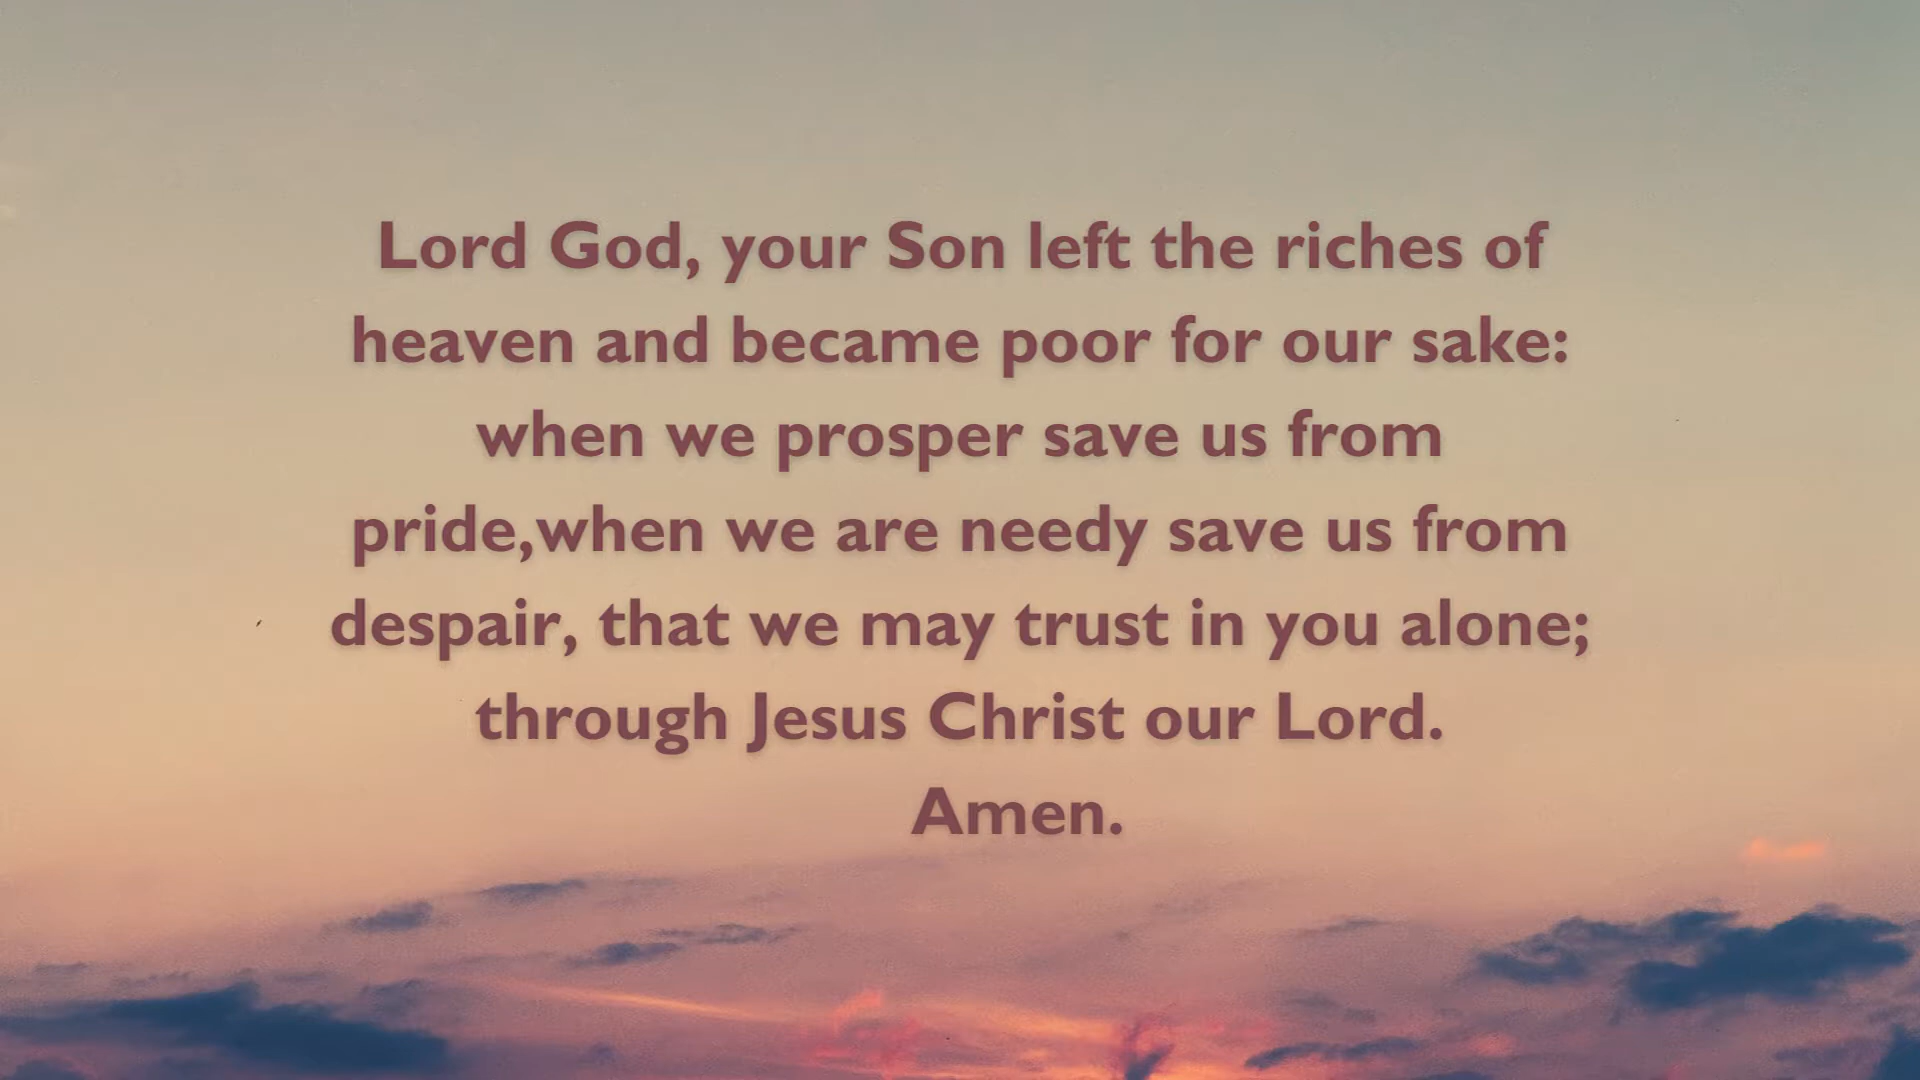 Lord God, your Son left the riches of
heaven and became poor for our sake:
when we prosper save us from
pride,when we are needy save us from
despair, that we may trust in you alone;
through Jesus Christ our Lord.
Amen.